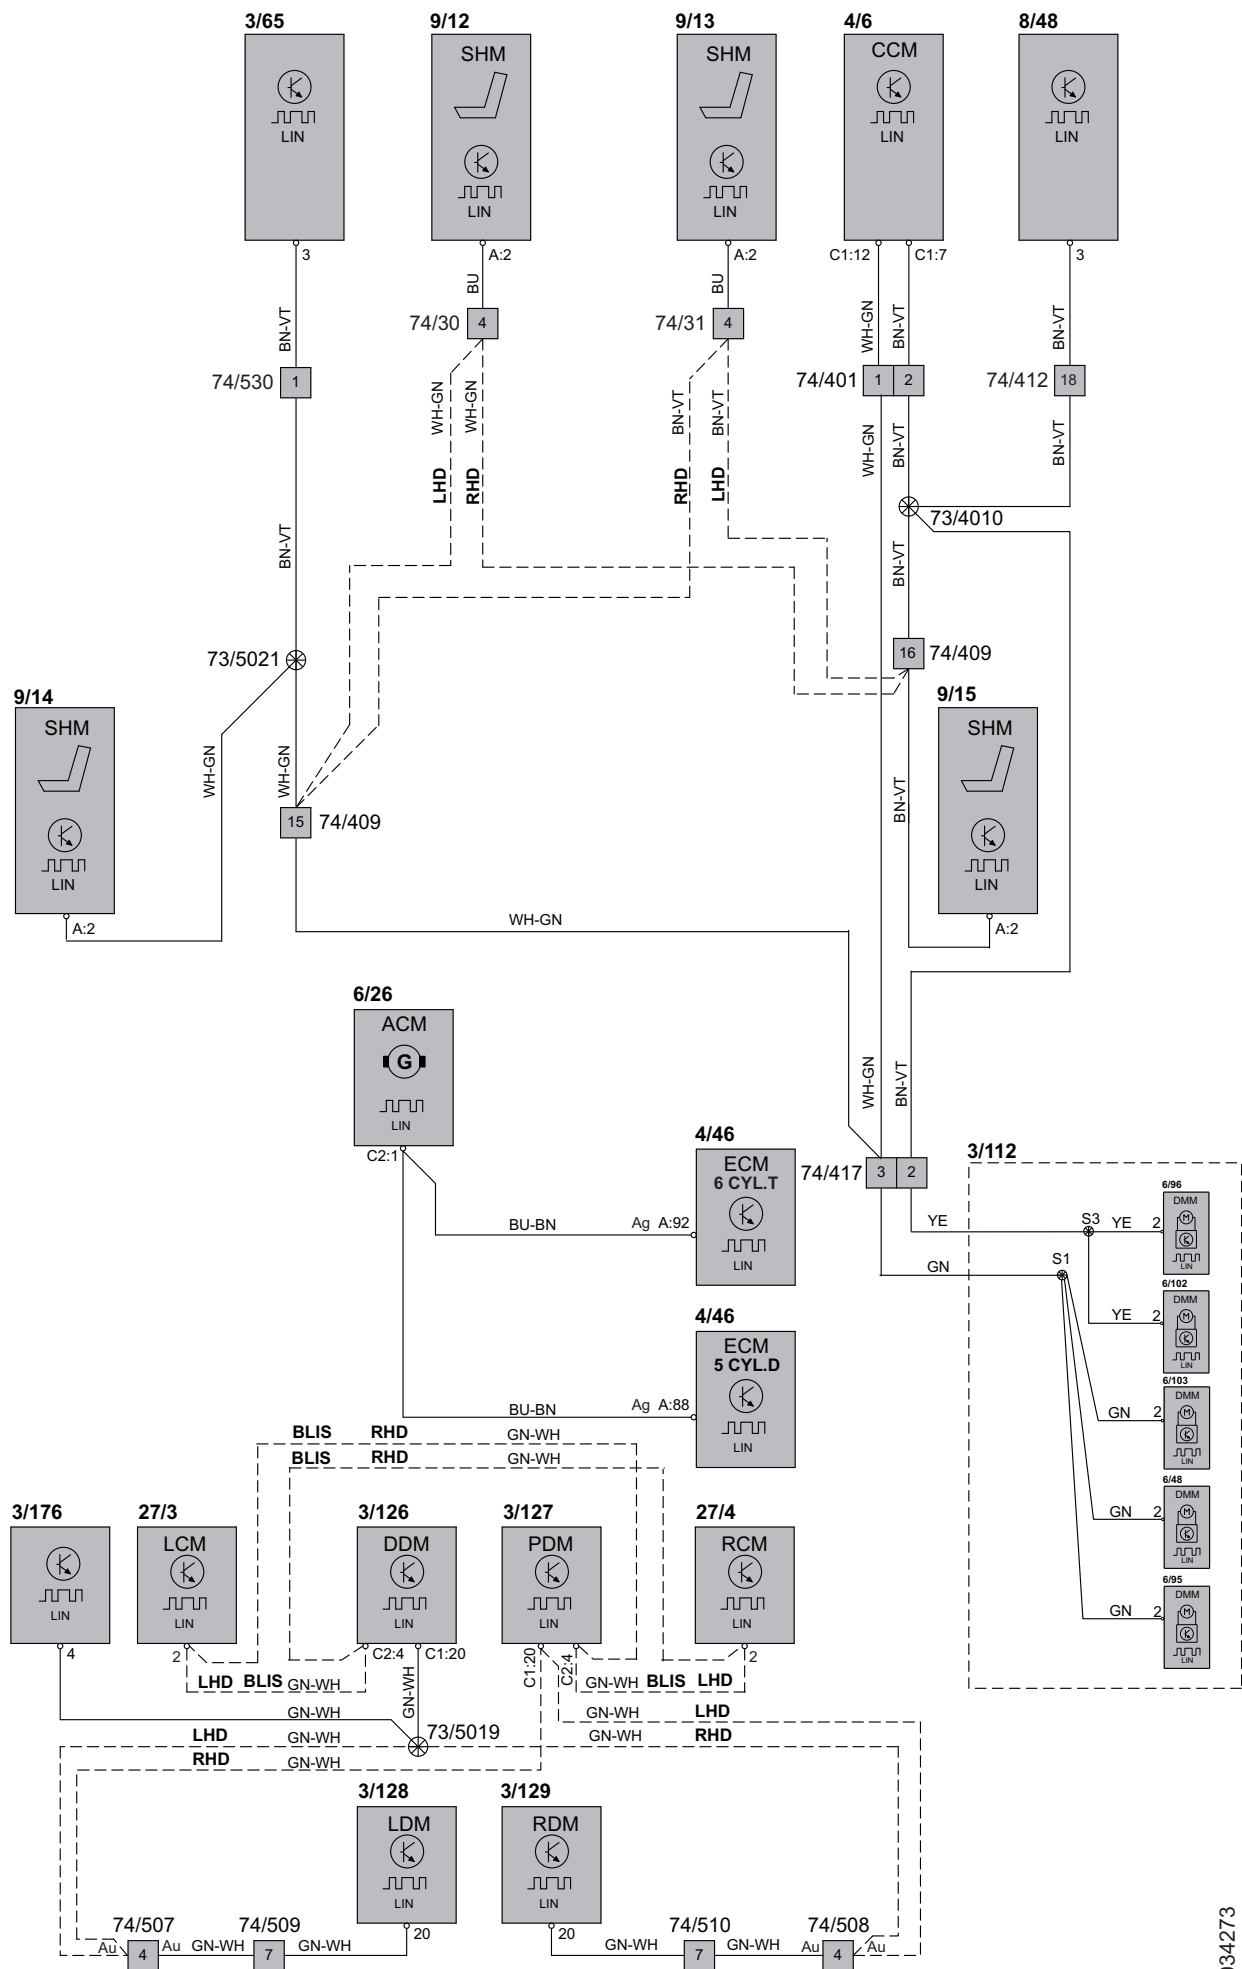 3/65
9/12
9/13
4/6
8/48
LIN
SHM
LIN
SHM
LIN
CCM
LIN
LIN
3
A:2
A:2
C1:12
C1:7
3
BN-VT
BU
BU
WH-GN
BN-VT
BN-VT
74/30 4
74/31 4
74/530 1
74/401 1 2
74/412 18
LHD
WH-GN
RHD
WH-GN
RHD
BN-VT
LHD
BN-VT
WH-GN
BN-VT
BN-VT
73/4010
BN-VT
BN-VT
16 74/409
73/5021
9/14
SHM
LIN
A:2
WH-GN
WH-GN
15 74/409
BN-VT
9/15
SHM
LIN
A:2
WH-GN
6/26
ACM
G
LIN
C2:1
WH-GN
BN-VT
74/417 3 2
4/46
ECM
6 CYL.T
LIN
BU-BN Ag A:92
4/46
ECM
5 CYL.D
LIN
BU-BN Ag A:88
3/112
YE S3 YE 2
GN S1
6/96
DMM
M
LIN
6/102
DMM
M
LIN
YE 2
6/103
DMM
M
LIN
GN 2
6/48
DMM
M
LIN
GN 2
6/95
DMM
M
LIN
GN 2
BLIS RHD GN-WH
BLIS RHD GN-WH
3/176
27/3
3/126
3/127
27/4
LIN
LCM
LIN
DDM
LIN
PDM
LIN
RCM
LIN
4
2
C2:4
C1:20
C1:20
C2:4
2
LHD BLIS GN-WH
GN-WH
GN-WH BLIS LHD
GN-WH
GN-WH LHD
LHD GN-WH
73/5019
GN-WH RHD
RHD GN-WH
3/128
3/129
LDM
LIN
RDM
LIN
20
20
74/507
74/509
74/510
74/508
Au 4 Au GN-WH 7 GN-WH
GN-WH 7 GN-WH Au 4 Au